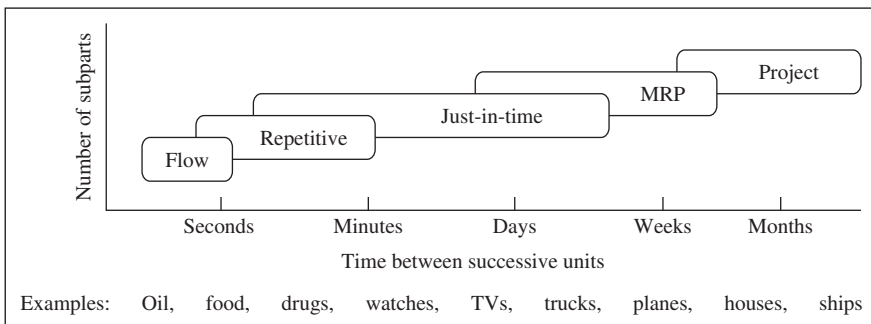 Number of subparts
Project
MRP
Just-in-time
Repetitive
Flow
Seconds Minutes Days Weeks Months
Time between successive units
Examples: Oil, food, drugs, watches, TVs, trucks, planes, houses, ships